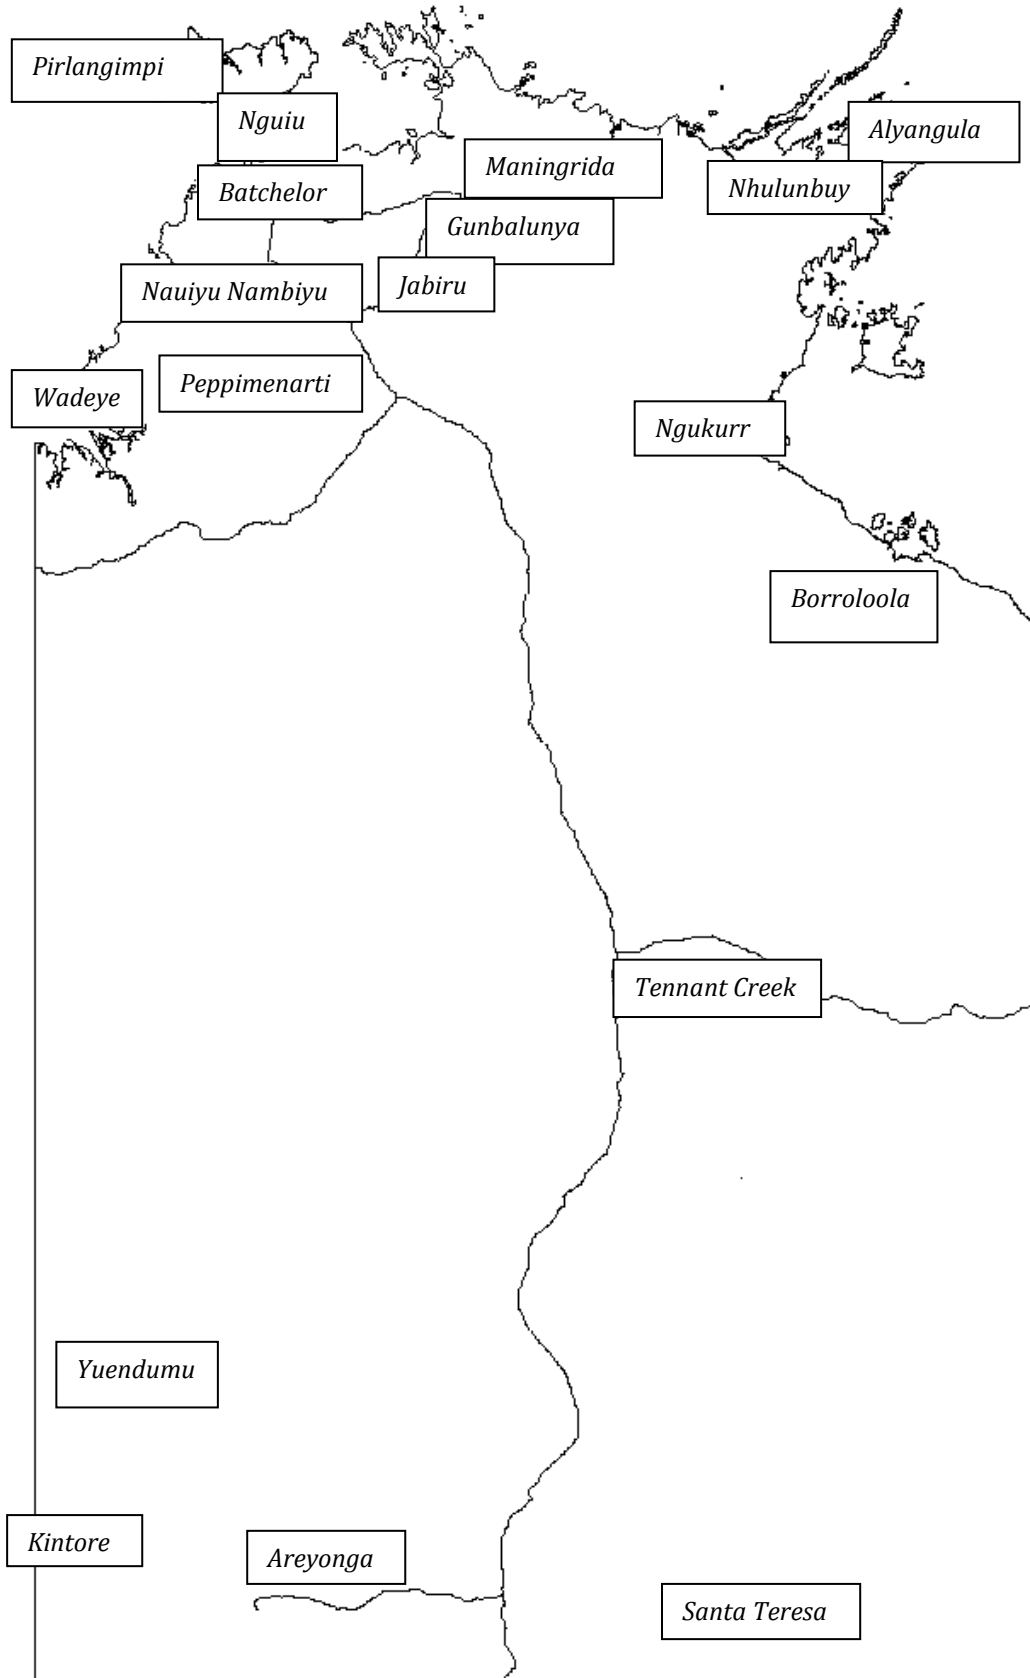 Pirlangimpi
Nguiu
Alyangula
Maningrida
Nhulunbuy
Batchelor
Gunbalunya
Nauiyu Nambiyu
Jabiru
Wadeye
Peppimenarti
Ngukurr
Borroloola
Tennant Creek
Yuendumu
Kintore
Areyonga
Santa Teresa